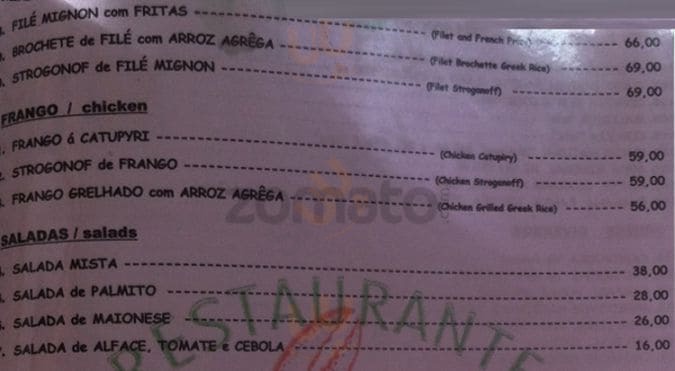 FILÉ MIGNON com FRITAS ---- (Filet and French Fries) ---- 66,00
BROCHETE de FILÉ com ARROZ AGRÊGA ---- (Filet Brochette Greek Rice) ---- 69,00
STROGONOF de FILÉ MIGNON ---- (Filet Stroganoff) ---- 69,00
FRANGO / chicken
FRANGO á CATUPYRI ---- (Chicken Catupiry) ---- 59,00
STROGONOF de FRANGO ---- (Chicken Stroganoff) ---- 59,00
FRANGO GRELHADO com ARROZ AGRÊGA ---- (Chicken Grilled Greek Rice) ---- 56,00
zomato
SALADAS / salads
SALADA MISTA ---- 38,00
SALADA de PALMITO ---- 28,00
SALADA de MAIONESE ---- 26,00
SALADA de ALFACE, TOMATE e CEBOLA ---- 16,00
RESTAURANTE